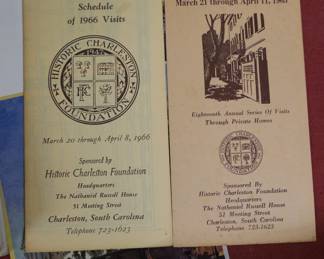 Schedule
of 1966 Visits
HISTORIC CHARLESTON
1947
FOUNDATION
March 20 through April 8, 1966
Sponsored by
Historic Charleston Foundation
Headquarters
The Nathaniel Russell House
51 Meeting Street
Charleston, South Carolina
Telephone 723-1623
March 21 through April 11,
Eighteenth Annual Series Of Visits
Through Private Homes
Sponsored By
Historic Charleston Foundation
Headquarters
The Nathaniel Russell House
51 Meeting Street
Charleston, South Carolina
Telephone 723-1623